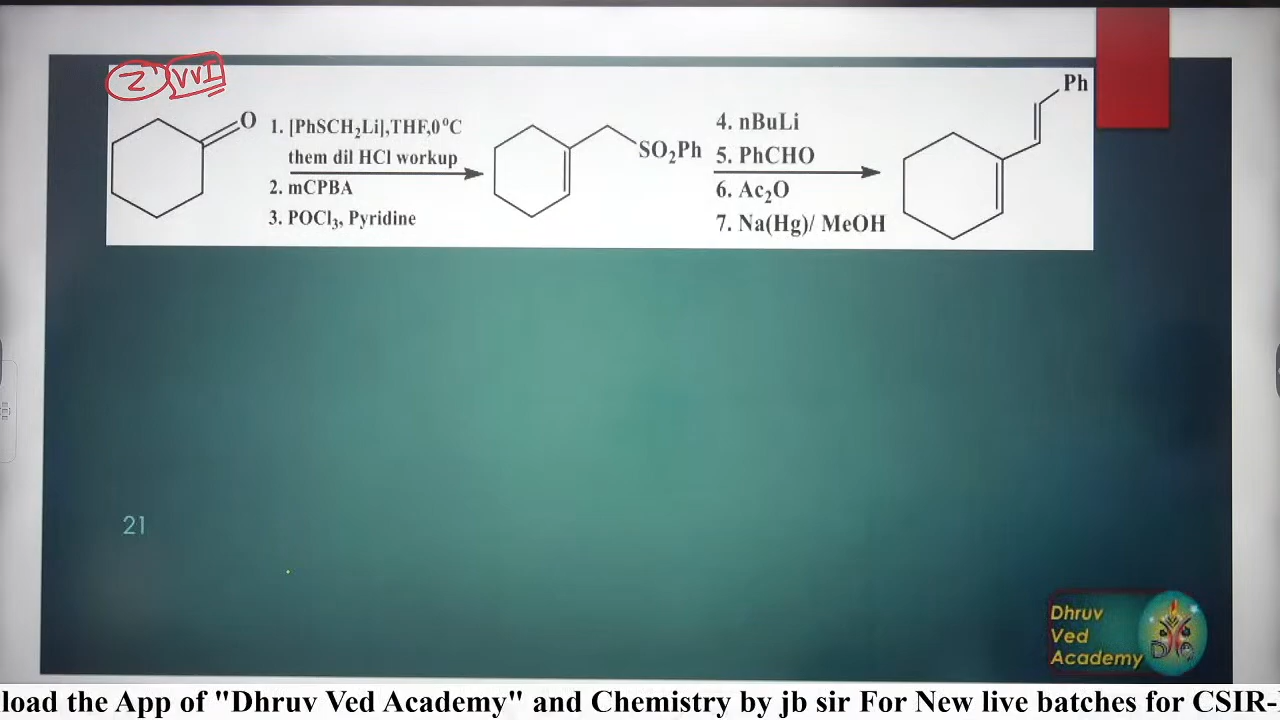 2 VVI
O
1. [PhSCH₂Li],THF,0°C
them dil HCl workup
2. mCPBA
3. POCl₃, Pyridine
SO₂Ph
4. nBuLi
5. PhCHO
6. Ac₂O
7. Na(Hg)/ MeOH
Ph
21
Dhruv
Ved
Academy
load the App of "Dhruv Ved Academy" and Chemistry by jb sir For New live batches for CSIR-